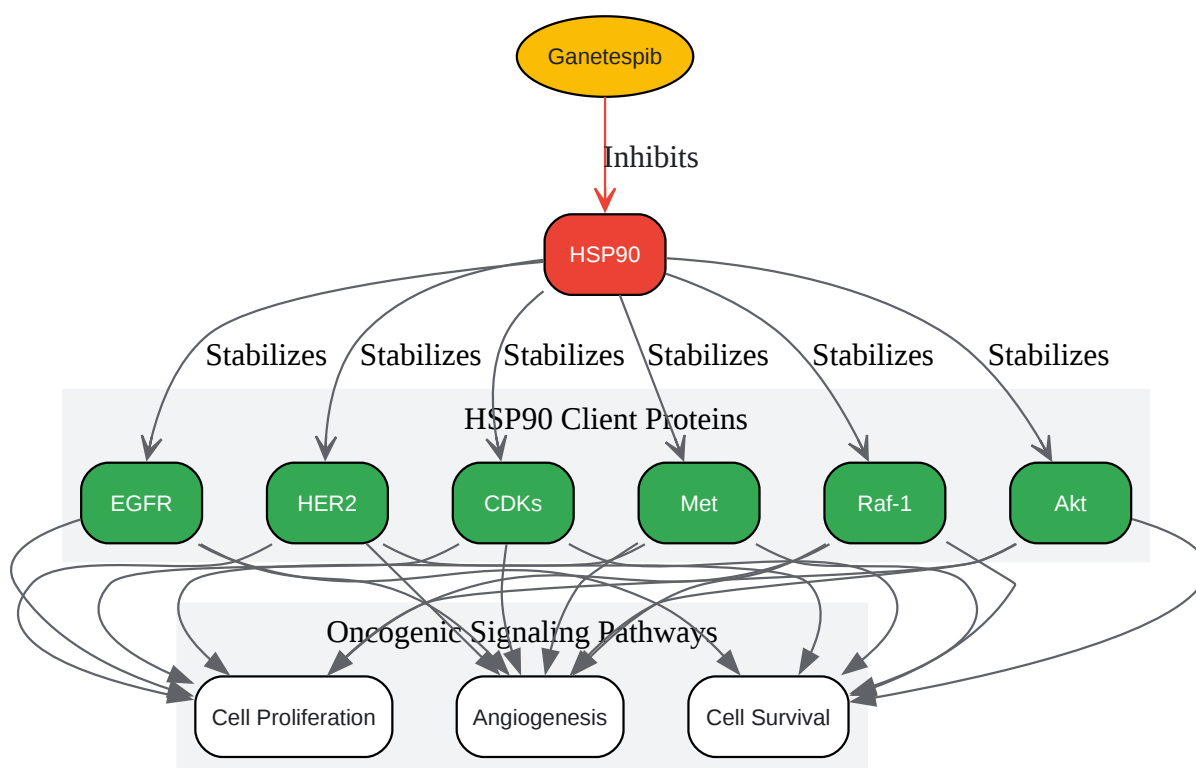 Ganetespib
Inhibits
HSP90
Stabilizes Stabilizes Stabilizes Stabilizes Stabilizes Stabilizes
HSP90 Client Proteins
EGFR HER2 CDKs Met Raf-1 Akt
Oncogenic Signaling Pathways
Cell Proliferation Angiogenesis Cell Survival